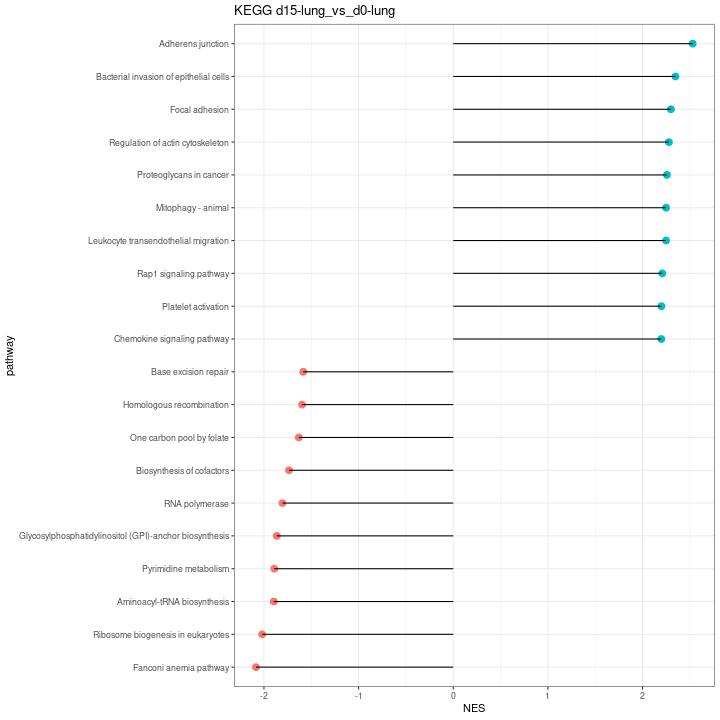 KEGG d15-lung_vs_d0-lung
Adherens junction
Bacterial invasion of epithelial cells
Focal adhesion
Regulation of actin cytoskeleton
Proteoglycans in cancer
Mitophagy - animal
Leukocyte transendothelial migration
Rap1 signaling pathway
Platelet activation
Chemokine signaling pathway
Base excision repair
Homologous recombination
One carbon pool by folate
Biosynthesis of cofactors
RNA polymerase
Glycosylphosphatidylinositol (GPI)-anchor biosynthesis
Pyrimidine metabolism
Aminoacyl-tRNA biosynthesis
Ribosome biogenesis in eukaryotes
Fanconi anemia pathway
pathway
-2 -1 0 1 2
NES